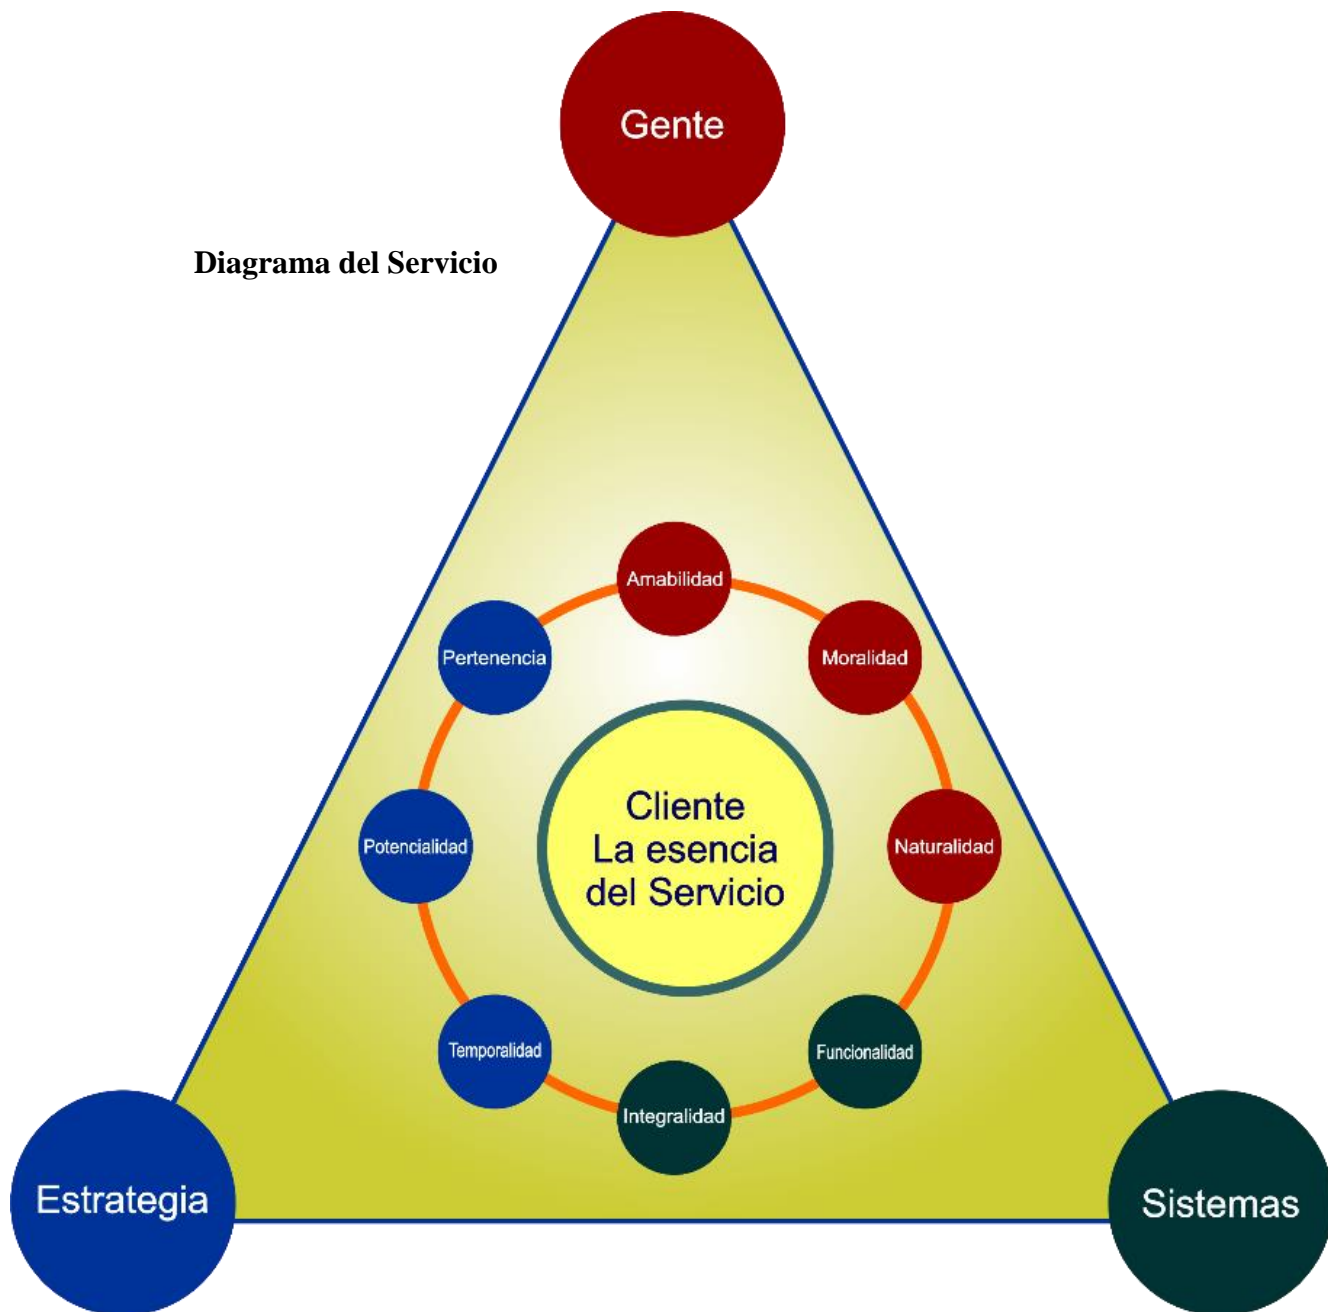 Gente
Diagrama del Servicio
Amabilidad
Pertenencia
Moralidad
Cliente
La esencia
del Servicio
Potencialidad
Naturalidad
Temporalidad
Funcionalidad
Integralidad
Estrategia
Sistemas